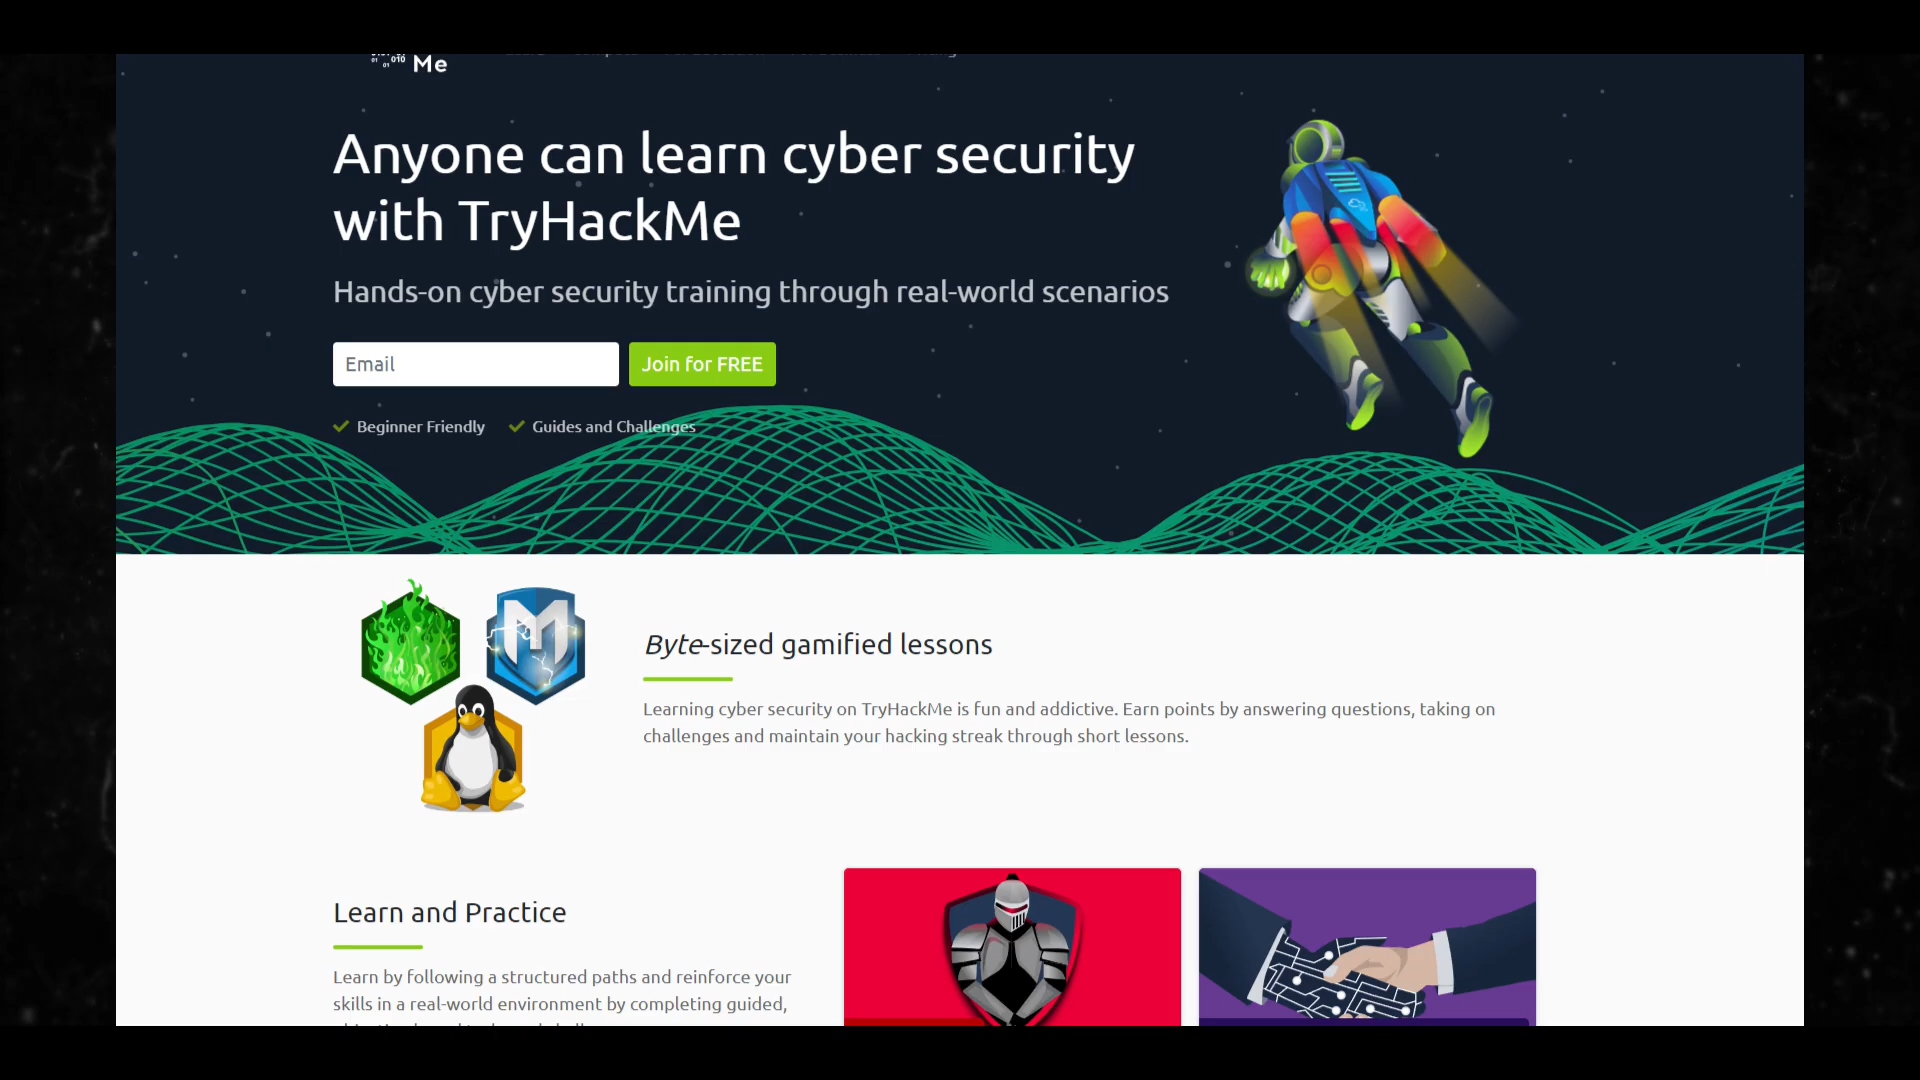 Me
Anyone can learn cyber security
with TryHackMe
Hands-on cyber security training through real-world scenarios
Email
Join for FREE
Beginner Friendly
Guides and Challenges
Byte-sized gamified lessons
Learning cyber security on TryHackMe is fun and addictive. Earn points by answering questions, taking on
challenges and maintain your hacking streak through short lessons.
Learn and Practice
Learn by following a structured paths and reinforce your
skills in a real-world environment by completing guided,